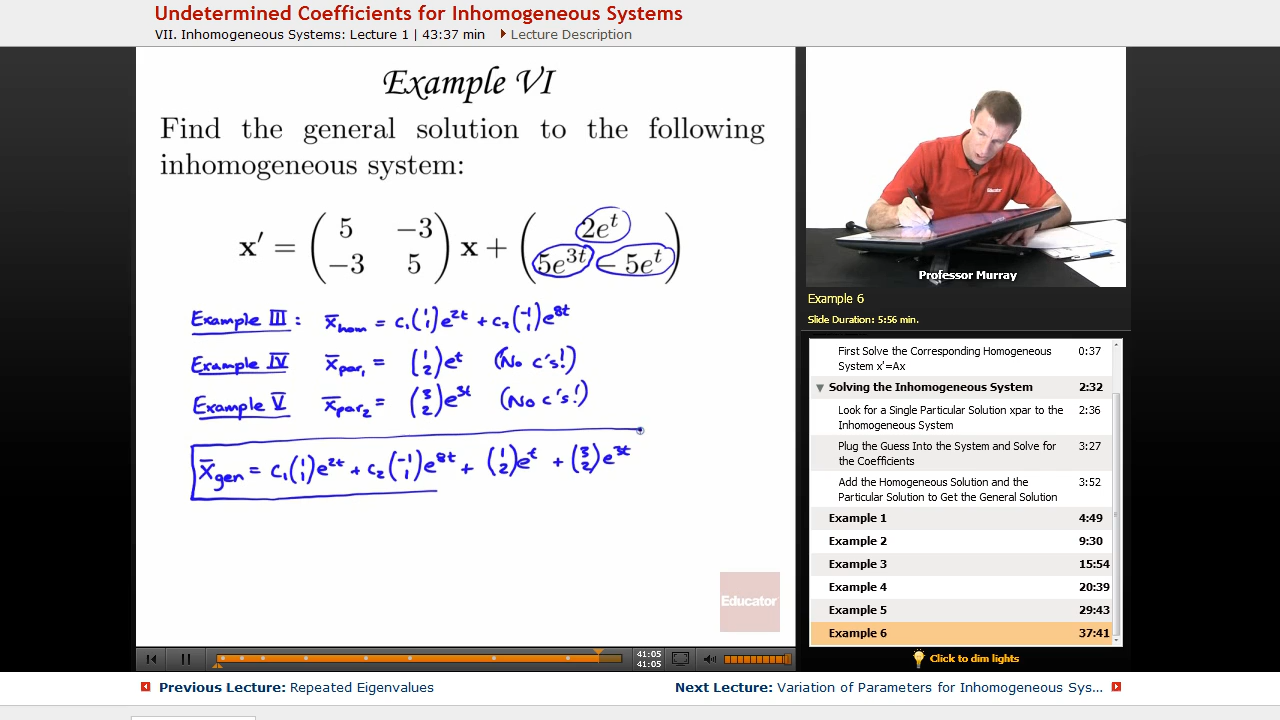 Undetermined Coefficients for Inhomogeneous Systems
VII. Inhomogeneous Systems: Lecture 1 | 43:37 min
Lecture Description
Example VI
Find the general solution to the following
inhomogeneous system:
x′ = ( 5 −3 ; −3 5 ) x + ( 2e^t ; 5e^{3t} − 5e^t )
Example III : x̄hom = c₁(1 1)e^{2t} + c₂(-1 1)e^{8t}
Example IV x̄par₁ = (1 2)e^t (No c's!)
Example V x̄par₂ = (3 2)e^{3t} (No c's!)
x̄gen = c₁(1 1)e^{2t} + c₂(-1 1)e^{8t} + (1 2)e^t + (3 2)e^{3t}
Educator
41:05
41:05
Educator
Professor Murray
Example 6
Slide Duration: 5:56 min.
First Solve the Corresponding Homogeneous 0:37
System x'=Ax
Solving the Inhomogeneous System 2:32
Look for a Single Particular Solution xpar to the 2:36
Inhomogeneous System
Plug the Guess Into the System and Solve for 3:27
the Coefficients
Add the Homogeneous Solution and the 3:52
Particular Solution to Get the General Solution
Example 1 4:49
Example 2 9:30
Example 3 15:54
Example 4 20:39
Example 5 29:43
Example 6 37:41
Click to dim lights
Previous Lecture: Repeated Eigenvalues
Next Lecture: Variation of Parameters for Inhomogeneous Sys...